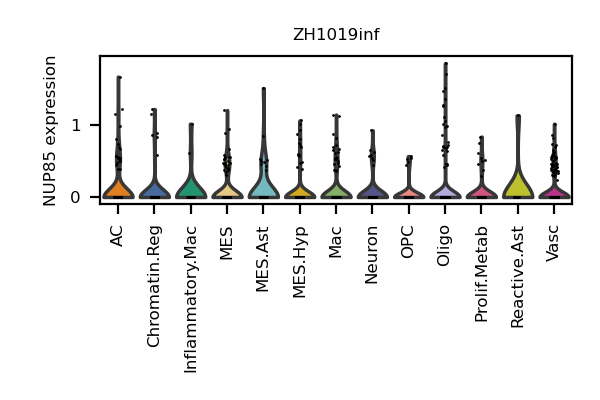 ZH1019inf
NUP85 expression
1
0
AC
Chromatin.Reg
Inflammatory.Mac
MES
MES.Ast
MES.Hyp
Mac
Neuron
OPC
Oligo
Prolif.Metab
Reactive.Ast
Vasc